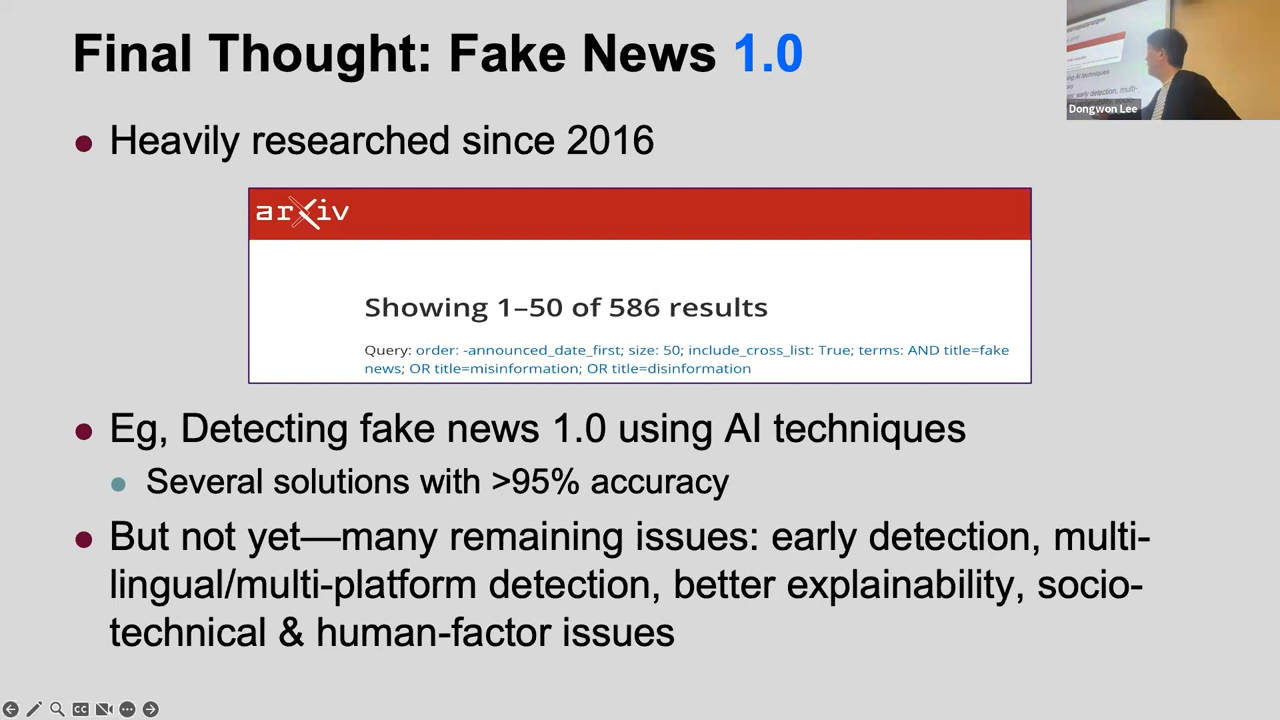 Final Thought: Fake News 1.0
Dongwon Lee
• Heavily researched since 2016
arXiv
Showing 1–50 of 586 results
Query: order: -announced_date_first; size: 50; include_cross_list: True; terms: AND title=fake
news; OR title=misinformation; OR title=disinformation
• Eg, Detecting fake news 1.0 using AI techniques
• Several solutions with >95% accuracy
• But not yet—many remaining issues: early detection, multi-
lingual/multi-platform detection, better explainability, socio-
technical & human-factor issues
CC